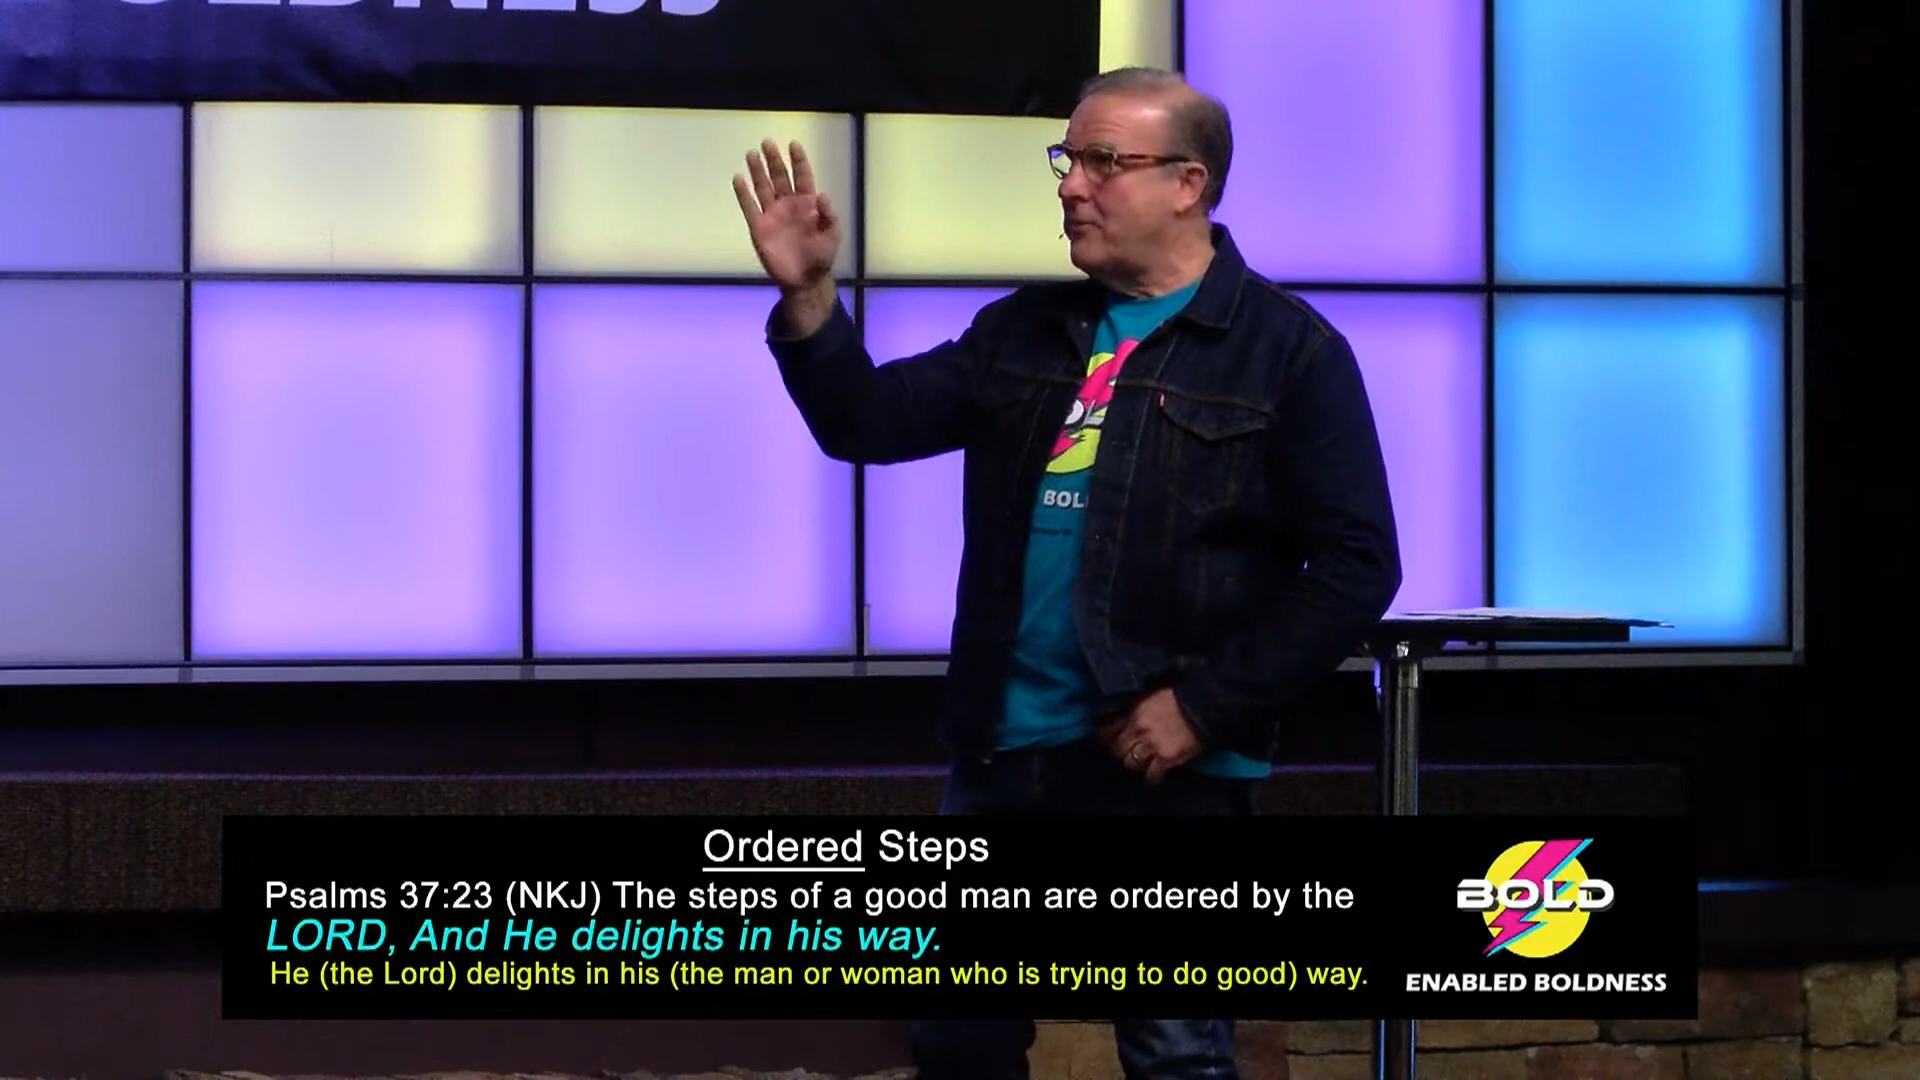 BOL
Ordered Steps
Psalms 37:23 (NKJ) The steps of a good man are ordered by the
LORD, And He delights in his way.
He (the Lord) delights in his (the man or woman who is trying to do good) way.
BOLD
ENABLED BOLDNESS